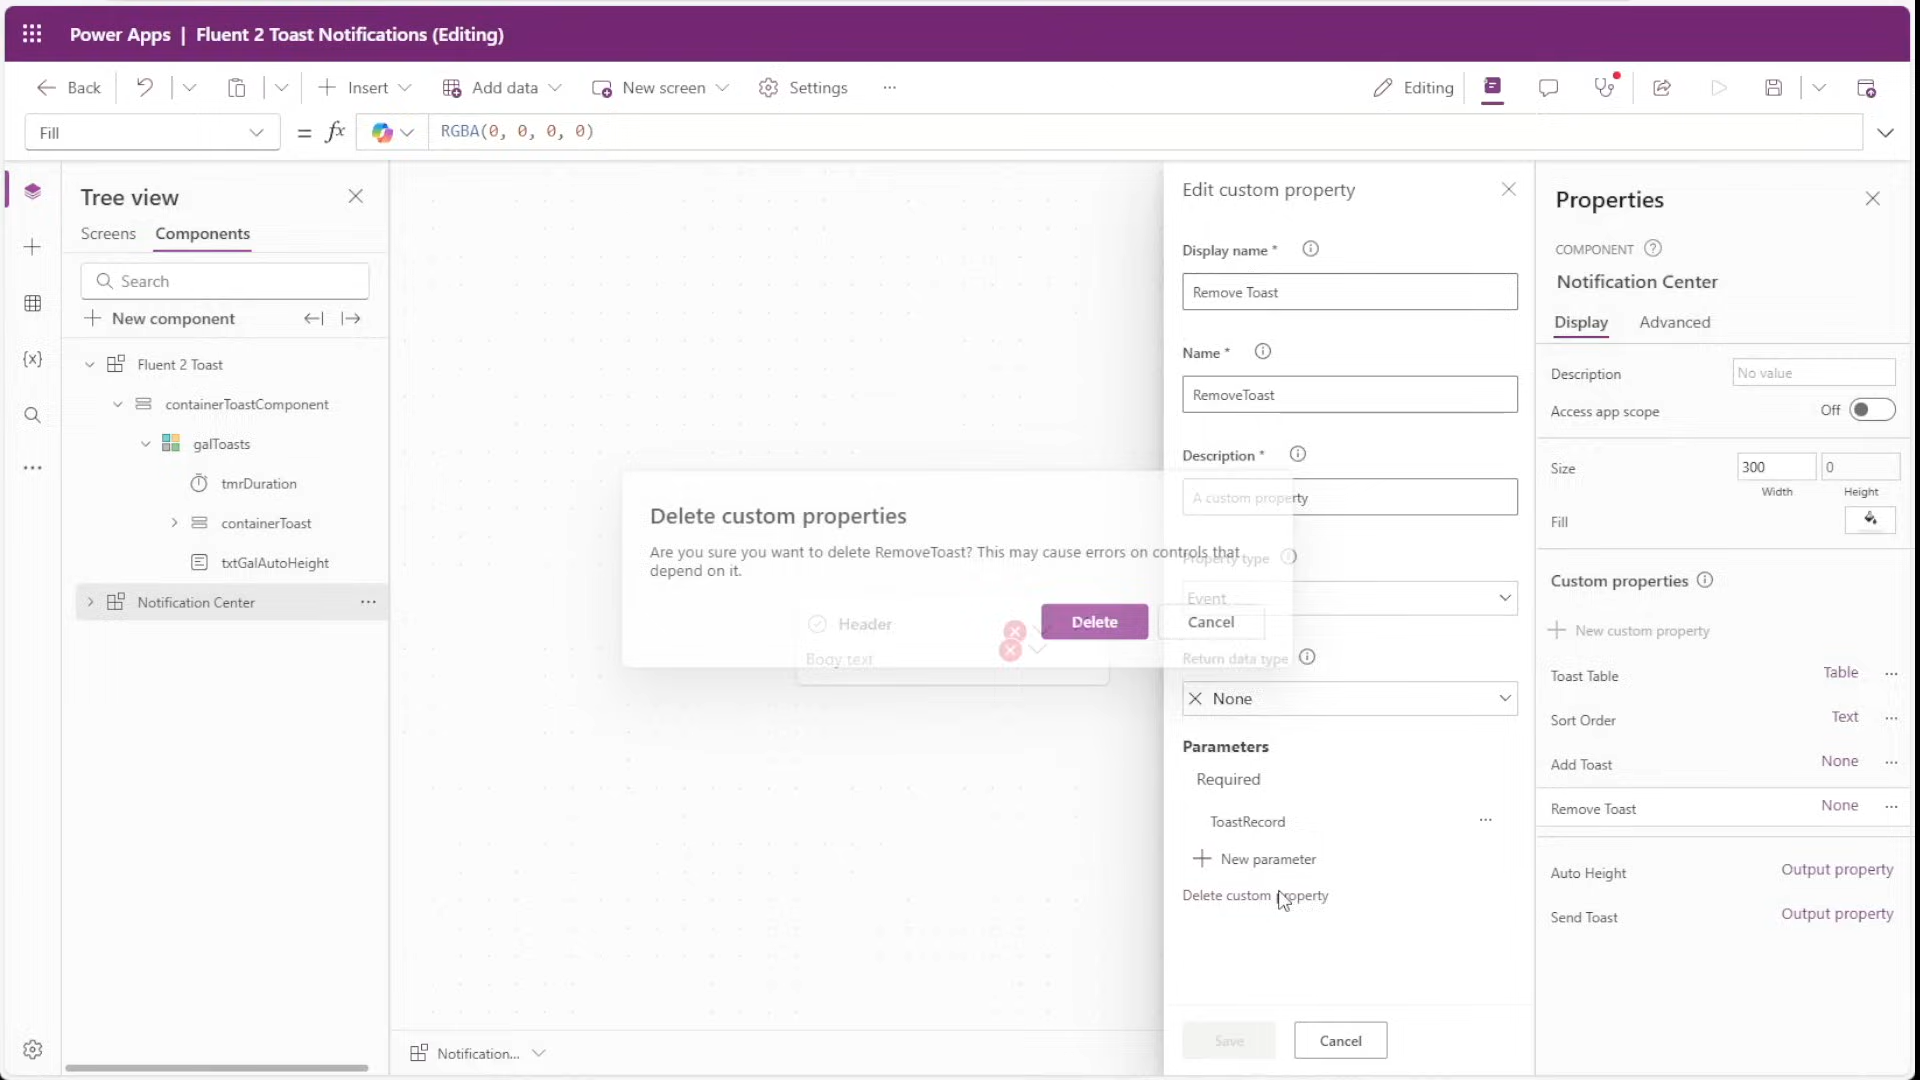 Power Apps | Fluent 2 Toast Notifications (Editing)
Back
Insert
Add data
New screen
Settings
Editing
Fill
= fx
RGBA(0, 0, 0, 0)
Tree view
Screens
Components
Search
New component
Fluent 2 Toast
containerToastComponent
galToasts
tmrDuration
containerToast
txtGalAutoHeight
Notification Center
Delete custom properties
Are you sure you want to delete RemoveToast? This may cause errors on controls that
depend on it.
Header
Body text
Delete
Cancel
Notification...
Edit custom property
Display name *
Remove Toast
Name *
RemoveToast
Description *
A custom property
Property type
Event
Return data type
None
Parameters
Required
ToastRecord
New parameter
Delete custom property
Save
Cancel
Properties
COMPONENT
Notification Center
Display
Advanced
Description
No value
Access app scope
Off
Size
300
0
Width
Height
Fill
Custom properties
New custom property
Toast Table
Table
Sort Order
Text
Add Toast
None
Remove Toast
None
Auto Height
Output property
Send Toast
Output property